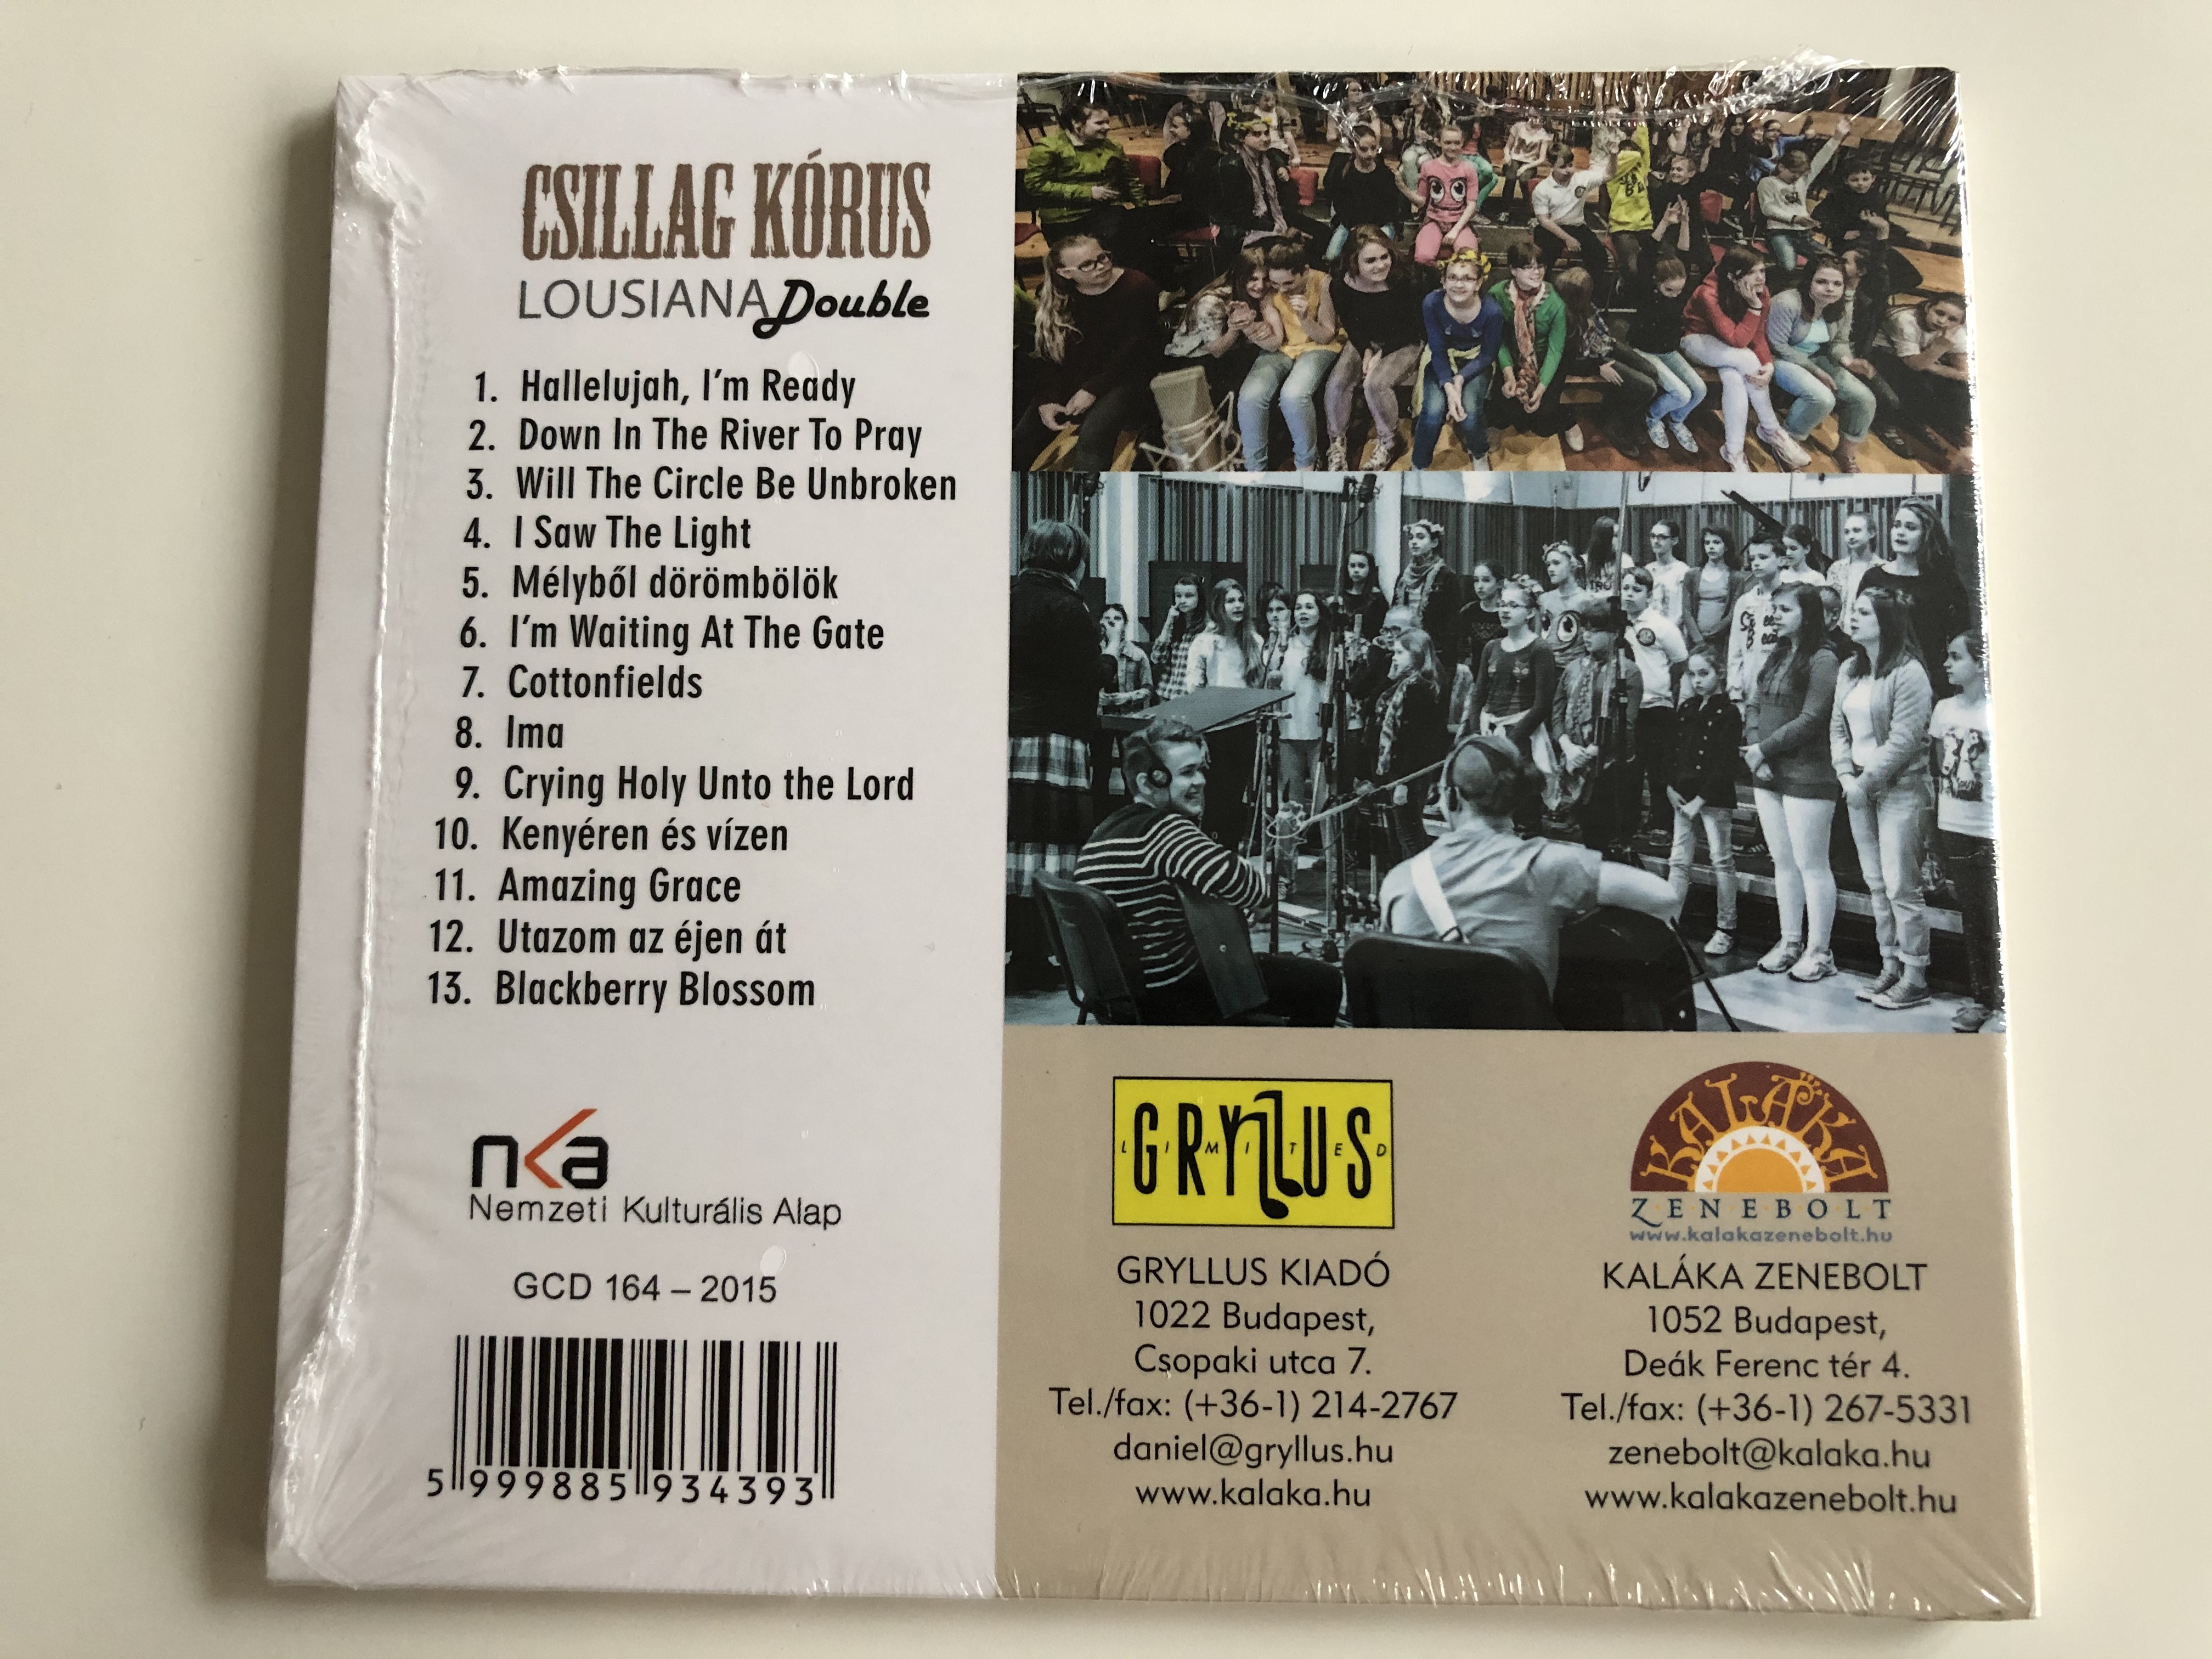 CSILLAG KÓRUS
LOUSIANA Double
1. Hallelujah, I'm Ready
2. Down In The River To Pray
3. Will The Circle Be Unbroken
4. I Saw The Light
5. Mélyből dörömbölök
6. I'm Waiting At The Gate
7. Cottonfields
8. Ima
9. Crying Holy Unto the Lord
10. Kenyéren és vízen
11. Amazing Grace
12. Utazom az éjen át
13. Blackberry Blossom
nka
Nemzeti Kulturális Alap
GCD 164 – 2015
5 999885 934393
GRYLLUS
LIMITED
GRYLLUS KIADÓ
1022 Budapest,
Csopaki utca 7.
Tel./fax: (+36-1) 214-2767
daniel@gryllus.hu
www.kalaka.hu
KALÁKA
ZENEBOLT
www.kalakazenebolt.hu
KALÁKA ZENEBOLT
1052 Budapest,
Deák Ferenc tér 4.
Tel./fax: (+36-1) 267-5331
zenebolt@kalaka.hu
www.kalakazenebolt.hu